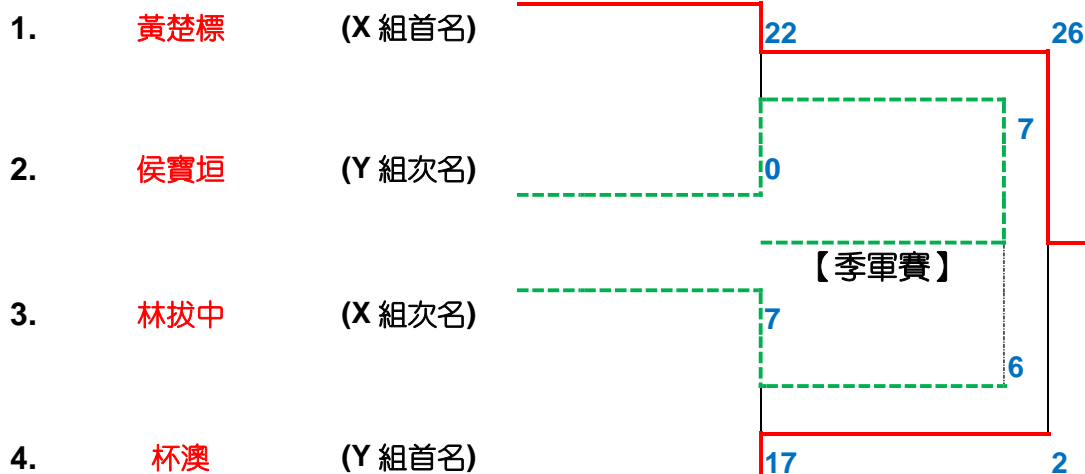 1. 黃楚標 (X 組首名) 22 26
7
2. 侯寶垣 (Y 組次名) 0
【季軍賽】
3. 林拔中 (X 組次名) 7
6
4. 杯澳 (Y 組首名) 17 2